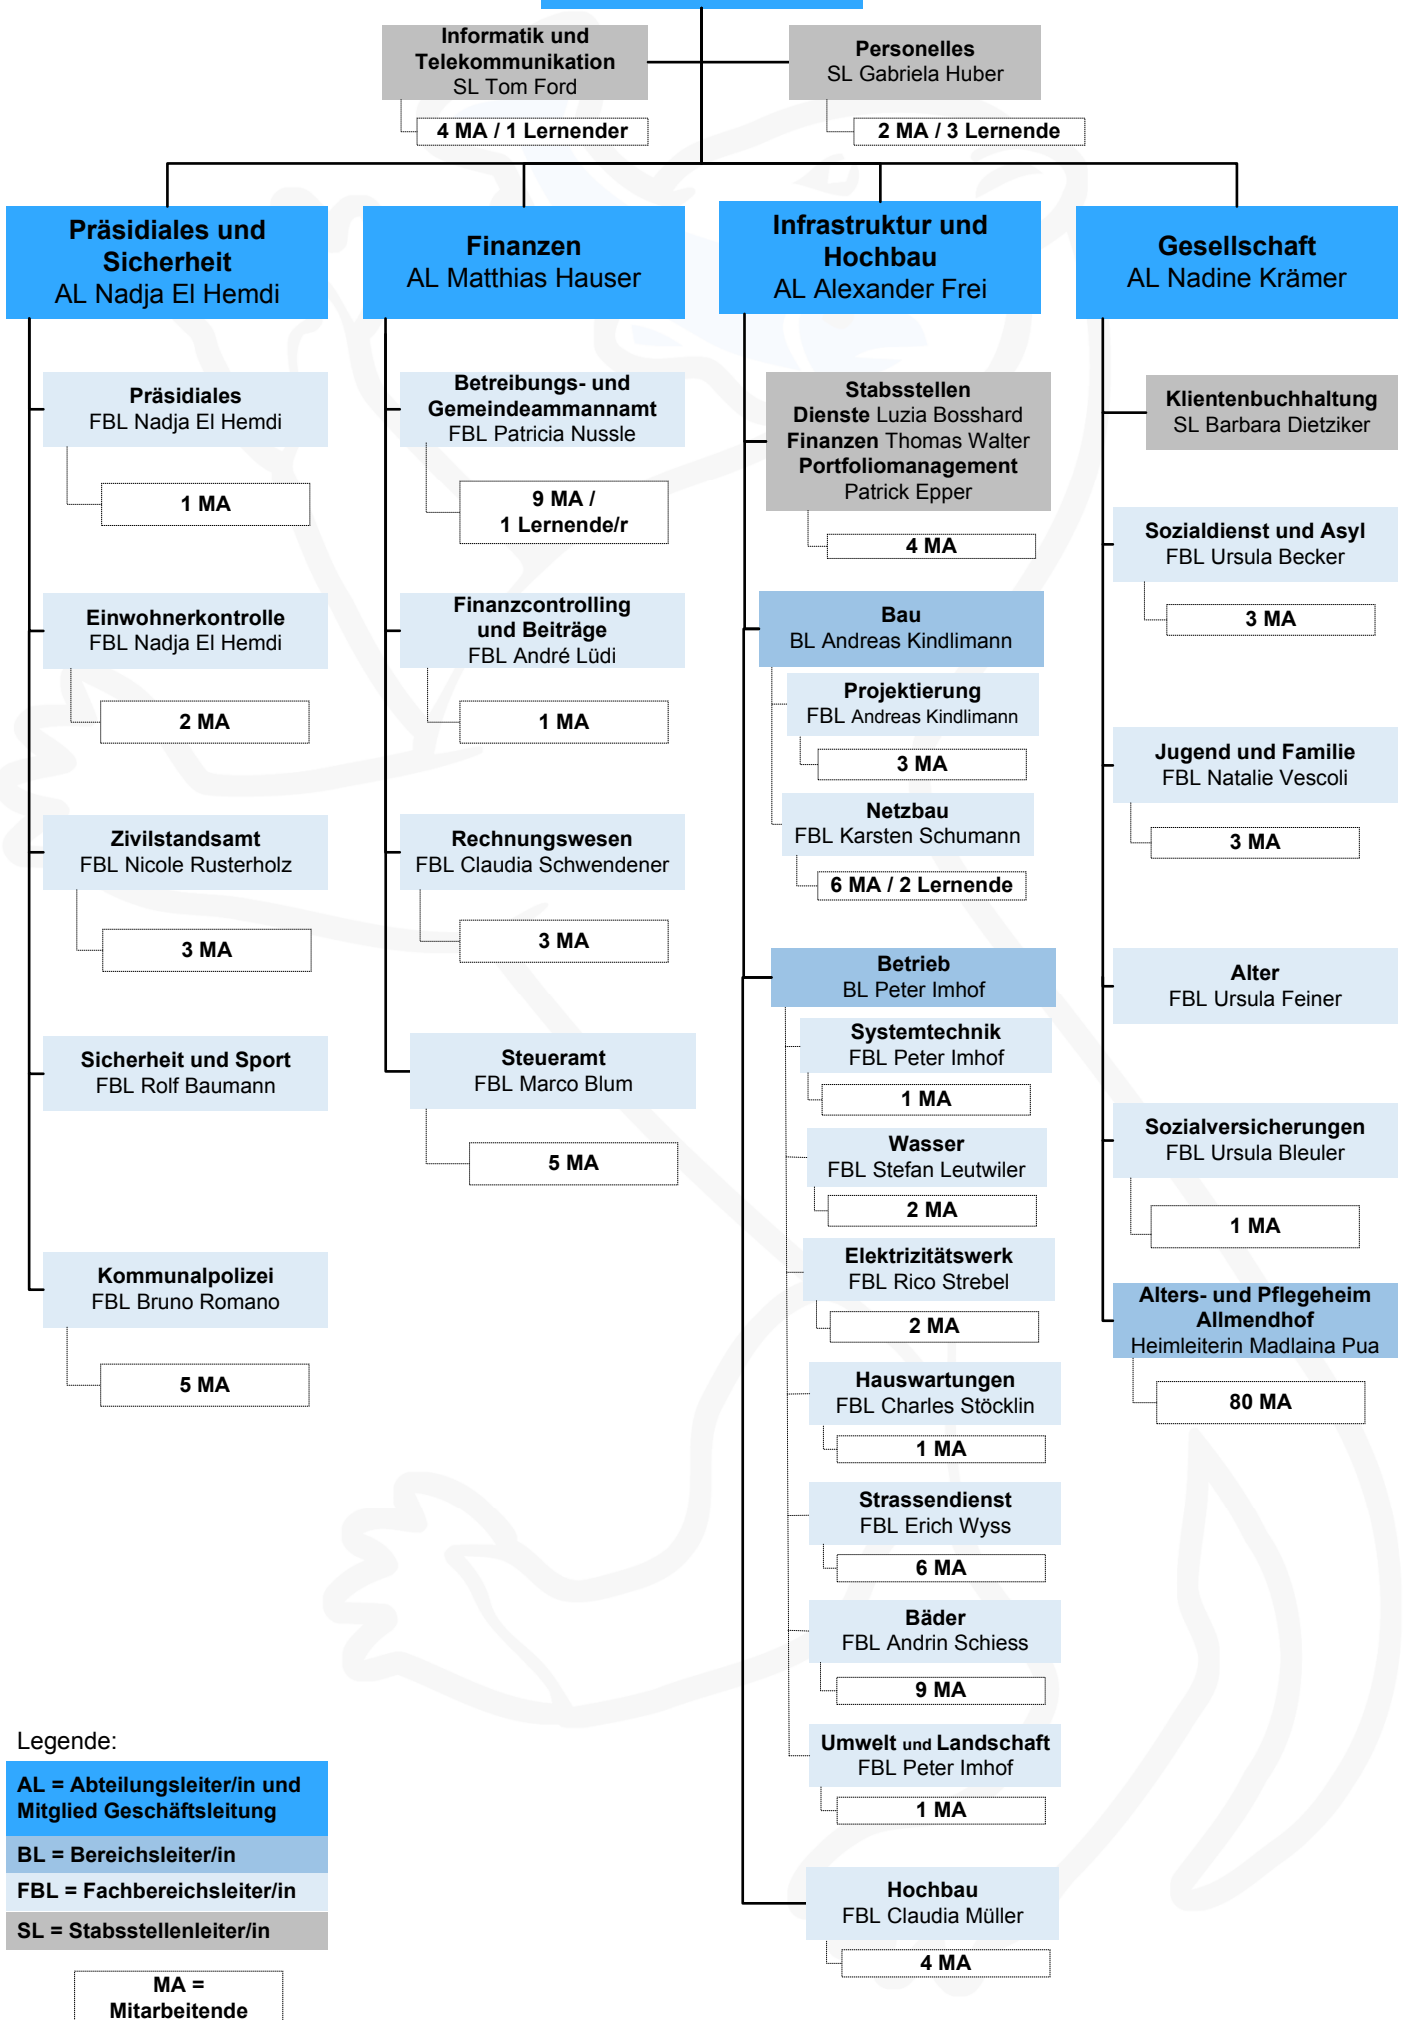 Informatik und
Telekommunikation
SL Tom Ford
4 MA / 1 Lernender
Personelles
SL Gabriela Huber
2 MA / 3 Lernende
Präsidiales und
Sicherheit
AL Nadja El Hemdi
Präsidiales
FBL Nadja El Hemdi
1 MA
Einwohnerkontrolle
FBL Nadja El Hemdi
2 MA
Zivilstandsamt
FBL Nicole Rusterholz
3 MA
Sicherheit und Sport
FBL Rolf Baumann
Kommunalpolizei
FBL Bruno Romano
5 MA
Finanzen
AL Matthias Hauser
Betreibungs- und
Gemeindeammannamt
FBL Patricia Nussle
9 MA /
1 Lernende/r
Finanzcontrolling
und Beiträge
FBL André Lüdi
1 MA
Rechnungswesen
FBL Claudia Schwendener
3 MA
Steueramt
FBL Marco Blum
5 MA
Infrastruktur und
Hochbau
AL Alexander Frei
Stabsstellen
Dienste Luzia Bosshard
Finanzen Thomas Walter
Portfoliomanagement
Patrick Epper
4 MA
Bau
BL Andreas Kindlimann
Projektierung
FBL Andreas Kindlimann
3 MA
Netzbau
FBL Karsten Schumann
6 MA / 2 Lernende
Betrieb
BL Peter Imhof
Systemtechnik
FBL Peter Imhof
1 MA
Wasser
FBL Stefan Leutwiler
2 MA
Elektrizitätswerk
FBL Rico Strebel
2 MA
Hauswartungen
FBL Charles Stöcklin
1 MA
Strassendienst
FBL Erich Wyss
6 MA
Bäder
FBL Andrin Schiess
9 MA
Umwelt und Landschaft
FBL Peter Imhof
1 MA
Hochbau
FBL Claudia Müller
4 MA
Gesellschaft
AL Nadine Krämer
Klientenbuchhaltung
SL Barbara Dietziker
Sozialdienst und Asyl
FBL Ursula Becker
3 MA
Jugend und Familie
FBL Natalie Vescoli
3 MA
Alter
FBL Ursula Feiner
Sozialversicherungen
FBL Ursula Bleuler
1 MA
Alters- und Pflegeheim
Allmendhof
Heimleiterin Madlaina Pua
80 MA
Legende:
AL = Abteilungsleiter/in und
Mitglied Geschäftsleitung
BL = Bereichsleiter/in
FBL = Fachbereichsleiter/in
SL = Stabsstellenleiter/in
MA =
Mitarbeitende